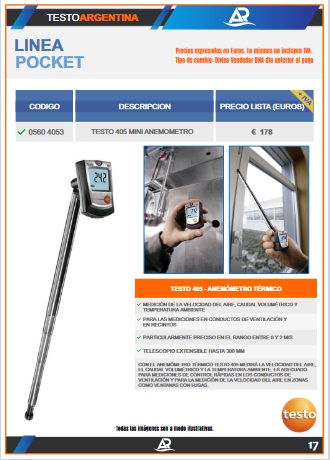 TESTOARGENTINA
AR
LINEA
POCKET
Precios expresados en Euros. Lo mismos no incluyen IVA.
Tipo de cambio: Divisa Vendedor BNA dia anterior al pago
CODIGO DESCRIPCION PRECIO LISTA (EUROS)
+ IVA
0560 4053 TESTO 405 MINI ANEMOMETRO € 178
TESTO 405 - ANEMÓMETRO TÉRMICO
MEDICIÓN DE LA VELOCIDAD DEL AIRE, CAUDAL VOLUMÉTRICO Y
TEMPERATURA AMBIENTE
PARA LAS MEDICIONES EN CONDUCTOS DE VENTILACIÓN Y
EN RECINTOS
PARTICULARMENTE PRECISO EN EL RANGO ENTRE 0 Y 2 M/S
TELESCOPIO EXTENSIBLE HASTA 300 MM
CON EL ANEMÓMETRO TÉRMICO TESTO 405 MEDIRÁ LA VELOCIDAD DEL AIRE,
EL CAUDAL VOLUMÉTRICO Y LA TEMPERATURA AMBIENTE. ES ADECUADO
PARA MEDICIONES DE CONTROL RÁPIDAS EN LOS CONDUCTOS DE
VENTILACIÓN Y PARA LA MEDICIÓN DE LA VELOCIDAD DEL AIRE EN ZONAS
COMO VENTANAS CON FUGAS.
testo
Todas las imágenes son a modo ilustrativas.
AR
17